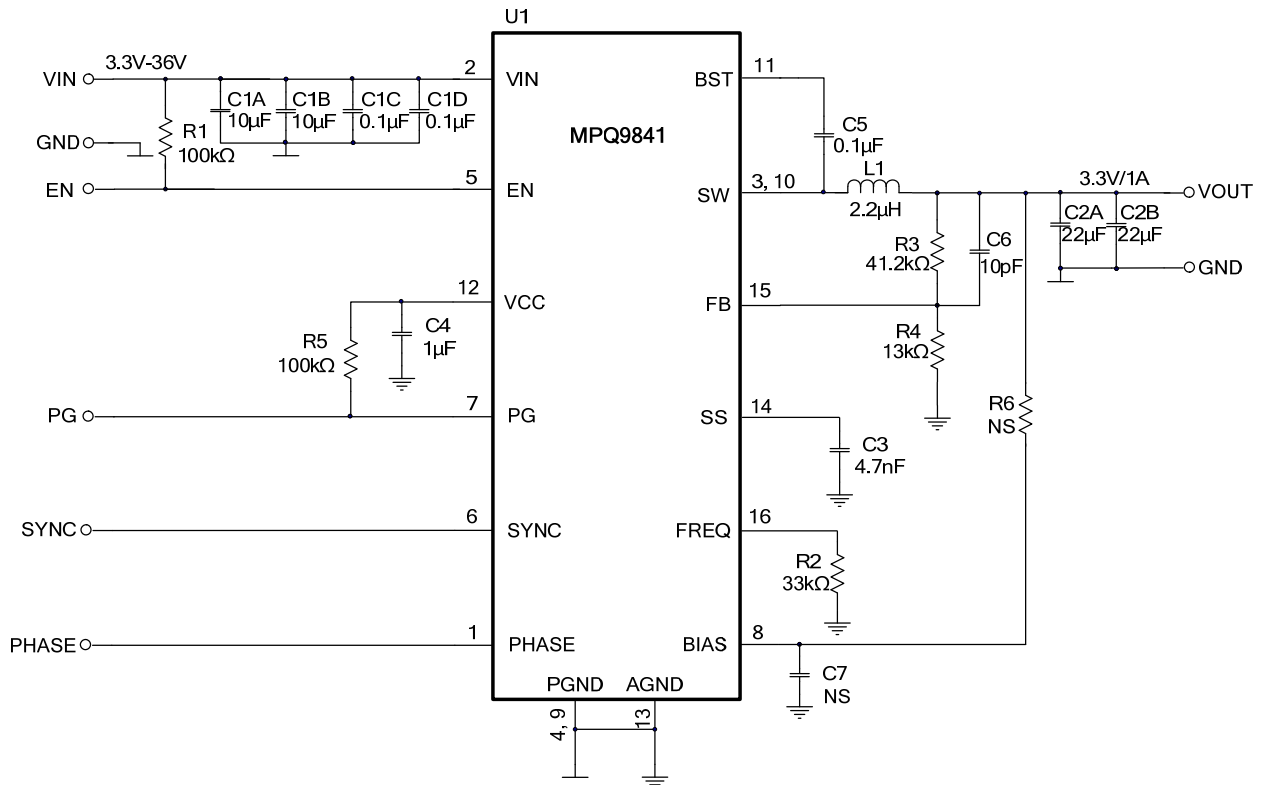 U1
3.3V-36V
VIN
2
VIN
BST
11
C1A
10µF
C1B
10µF
C1C
0.1µF
C1D
0.1µF
MPQ9841
C5
0.1µF
GND
R1
100kΩ
EN
5
EN
SW
3, 10
L1
2.2µH
3.3V/1A
VOUT
R3
41.2kΩ
C6
10pF
C2A
22µF
C2B
22µF
GND
12
VCC
FB
15
R5
100kΩ
C4
1µF
R4
13kΩ
PG
7
PG
SS
14
R6
NS
C3
4.7nF
SYNC
6
SYNC
FREQ
16
R2
33kΩ
PHASE
1
PHASE
BIAS
8
C7
NS
PGND
AGND
4, 9
13